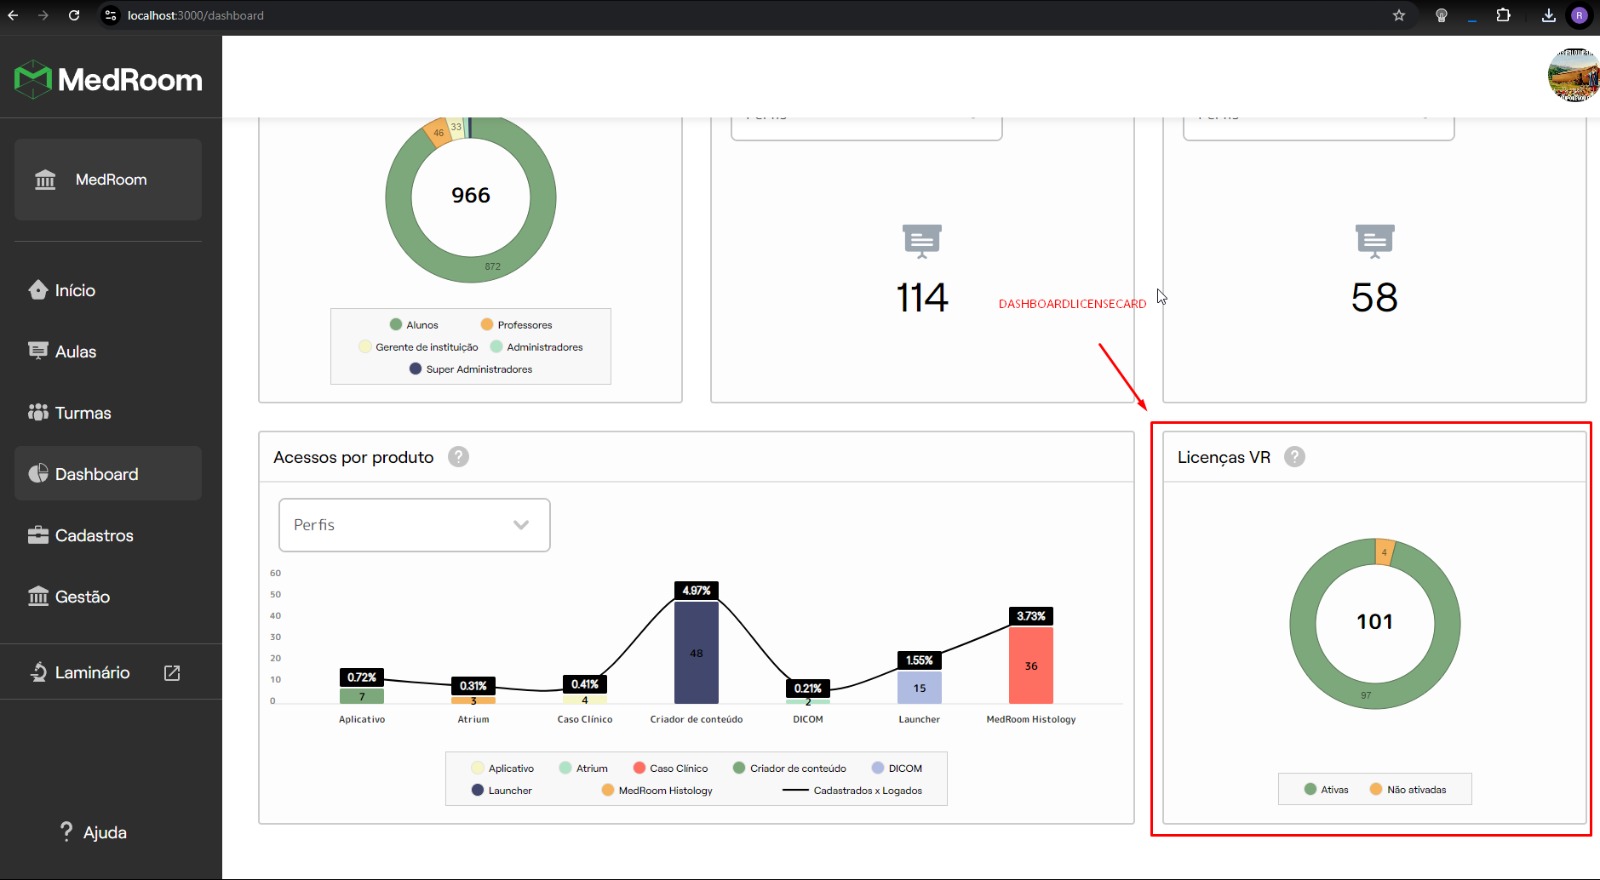 localhost:3000/dashboard
R
MedRoom
MedRoom
Início
Aulas
Turmas
Dashboard
Cadastros
Gestão
Laminário
? Ajuda
46
33
966
872
Alunos
Professores
Gerente de instituição
Administradores
Super Administradores
Perfis
114
DASHBOARDLICENSECARD
Perfis
58
Acessos por produto ?
Perfis
60
50
40
30
20
10
0
0.72%
7
0.31%
3
0.41%
4
4.97%
48
0.21%
2
1.55%
15
3.73%
36
Aplicativo
Atrium
Caso Clínico
Criador de conteúdo
DICOM
Launcher
MedRoom Histology
Aplicativo
Atrium
Caso Clínico
Criador de conteúdo
DICOM
Launcher
MedRoom Histology
Cadastrados x Logados
Licenças VR ?
4
101
97
Ativas
Não ativadas